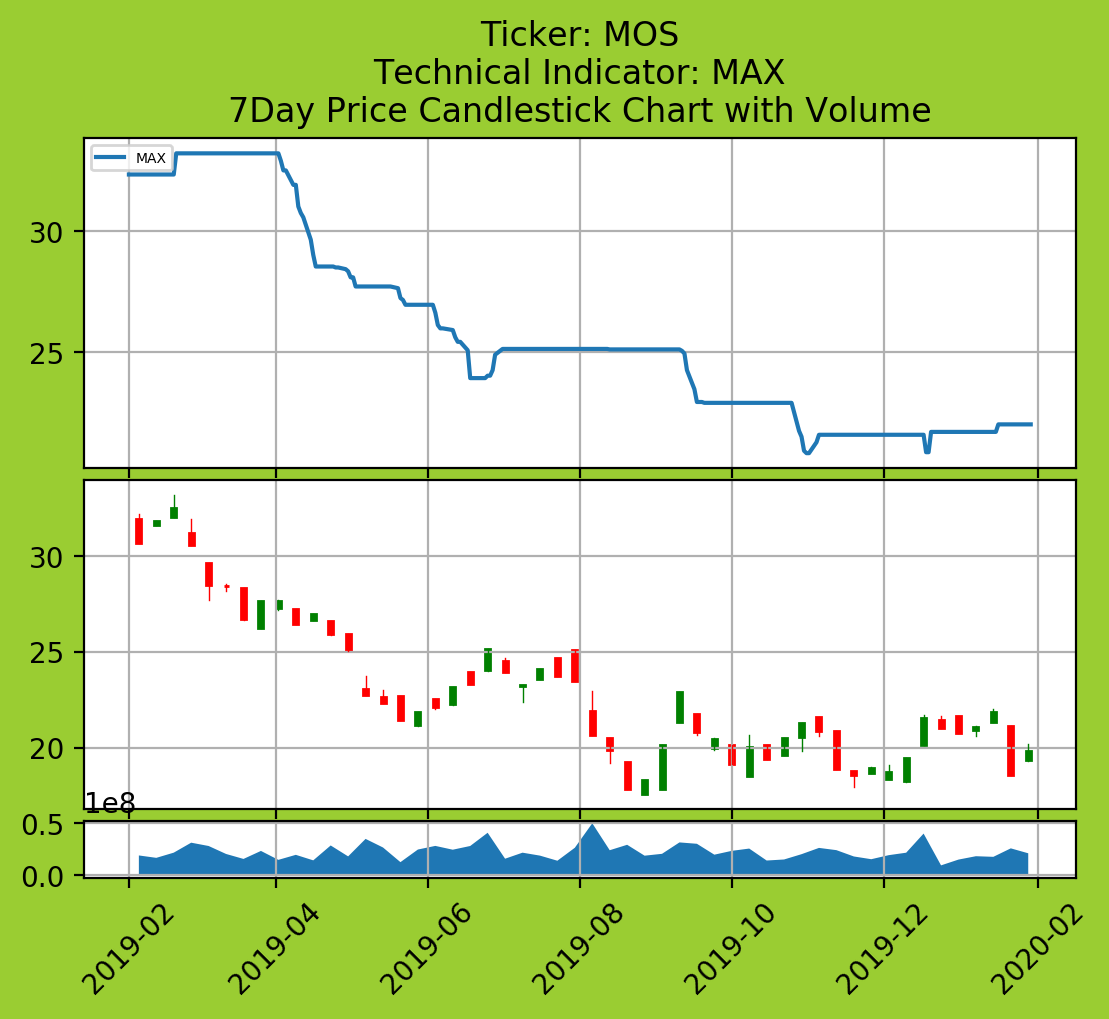 Ticker: MOS
Technical Indicator: MAX
7Day Price Candlestick Chart with Volume
MAX
30
25
30
25
20
1e8
0.5
0.0
2019-02
2019-04
2019-06
2019-08
2019-10
2019-12
2020-02